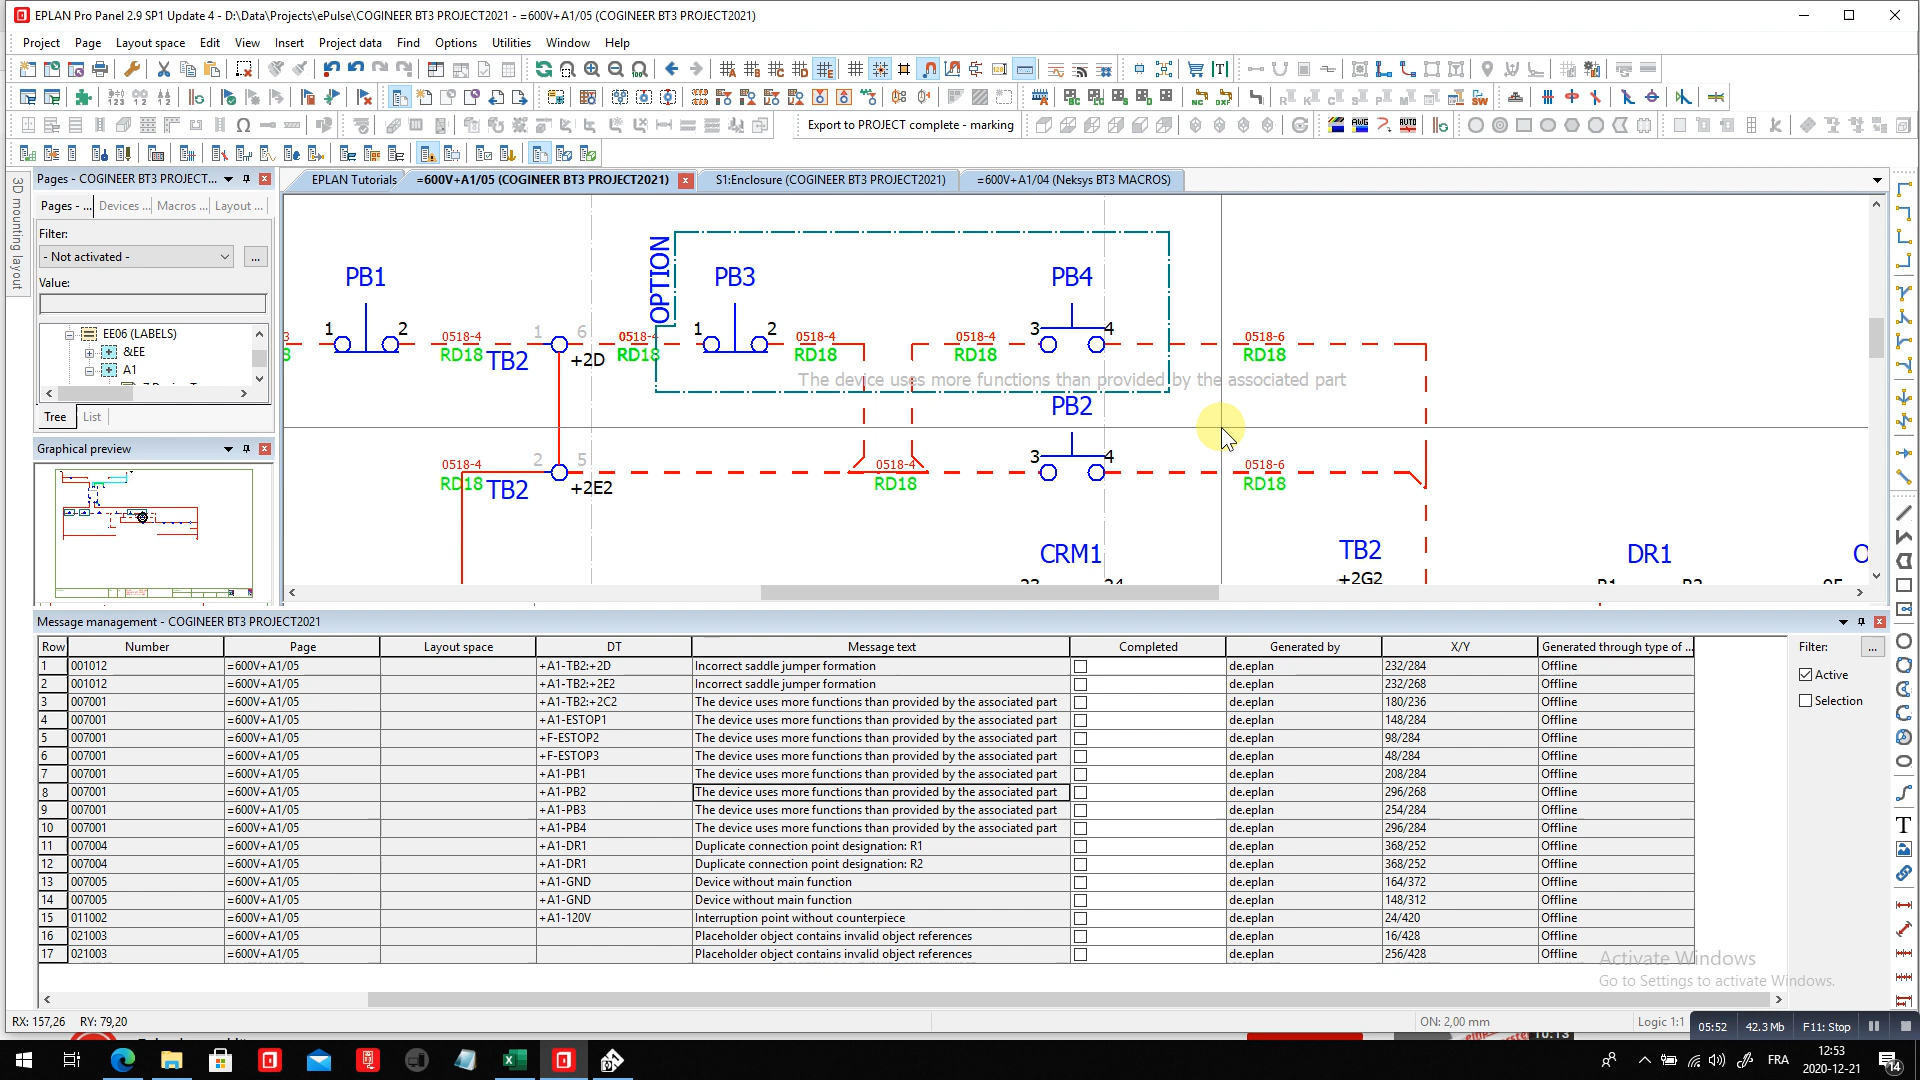 EPLAN Pro Panel 2.9 SP1 Update 4 - D:\Data\Projects\ePulse\COGINEER BT3 PROJECT2021 - =600V+A1/05 (COGINEER BT3 PROJECT2021)
Project Page Layout space Edit View Insert Project data Find Options Utilities Window Help
Export to PROJECT complete - marking
3D mounting layout
Pages - COGINEER BT3 PROJECT...
EPLAN Tutorials =600V+A1/05 (COGINEER BT3 PROJECT2021) S1:Enclosure (COGINEER BT3 PROJECT2021) =600V+A1/04 (Neksys BT3 MACROS)
Pages - ... Devices ... Macros ... Layout ...
Filter:
- Not activated - ...
Value:
EE06 (LABELS)
&EE
A1
Tree List
Graphical preview
OPTION
PB1 PB3 PB4
1 2 0518-4 1 6 0518-4 1 2 0518-4 0518-4 3 4 0518-6
RD18 TB2 +2D RD18 RD18 RD18 RD18
The device uses more functions than provided by the associated part
PB2
0518-4 2 5 0518-4 3 4 0518-6
RD18 TB2 +2E2 RD18 RD18
CRM1 TB2 DR1
+2G2
Message management - COGINEER BT3 PROJECT2021
Row Number Page Layout space DT Message text Completed Generated by X/Y Generated through type of ...
1 001012 =600V+A1/05 +A1-TB2:+2D Incorrect saddle jumper formation de.eplan 232/284 Offline
2 001012 =600V+A1/05 +A1-TB2:+2E2 Incorrect saddle jumper formation de.eplan 232/268 Offline
3 007001 =600V+A1/05 +A1-TB2:+2C2 The device uses more functions than provided by the associated part de.eplan 180/236 Offline
4 007001 =600V+A1/05 +A1-ESTOP1 The device uses more functions than provided by the associated part de.eplan 148/284 Offline
5 007001 =600V+A1/05 +F-ESTOP2 The device uses more functions than provided by the associated part de.eplan 98/284 Offline
6 007001 =600V+A1/05 +F-ESTOP3 The device uses more functions than provided by the associated part de.eplan 48/284 Offline
7 007001 =600V+A1/05 +A1-PB1 The device uses more functions than provided by the associated part de.eplan 208/284 Offline
8 007001 =600V+A1/05 +A1-PB2 The device uses more functions than provided by the associated part de.eplan 296/268 Offline
9 007001 =600V+A1/05 +A1-PB3 The device uses more functions than provided by the associated part de.eplan 254/284 Offline
10 007001 =600V+A1/05 +A1-PB4 The device uses more functions than provided by the associated part de.eplan 296/284 Offline
11 007004 =600V+A1/05 +A1-DR1 Duplicate connection point designation: R1 de.eplan 368/252 Offline
12 007004 =600V+A1/05 +A1-DR1 Duplicate connection point designation: R2 de.eplan 368/252 Offline
13 007005 =600V+A1/05 +A1-GND Device without main function de.eplan 164/372 Offline
14 007005 =600V+A1/05 +A1-GND Device without main function de.eplan 148/312 Offline
15 011002 =600V+A1/05 +A1-120V Interruption point without counterpiece de.eplan 24/420 Offline
16 021003 =600V+A1/05 Placeholder object contains invalid object references de.eplan 16/428 Offline
17 021003 =600V+A1/05 Placeholder object contains invalid object references de.eplan 256/428 Offline
Filter: ...
Active
Selection
Activate Windows
Go to Settings to activate Windows.
RX: 157,26 RY: 79,20 ON: 2,00 mm Logic 1:1
05:52 42.3 Mb F11: Stop
FRA 12:53
2020-12-21 14